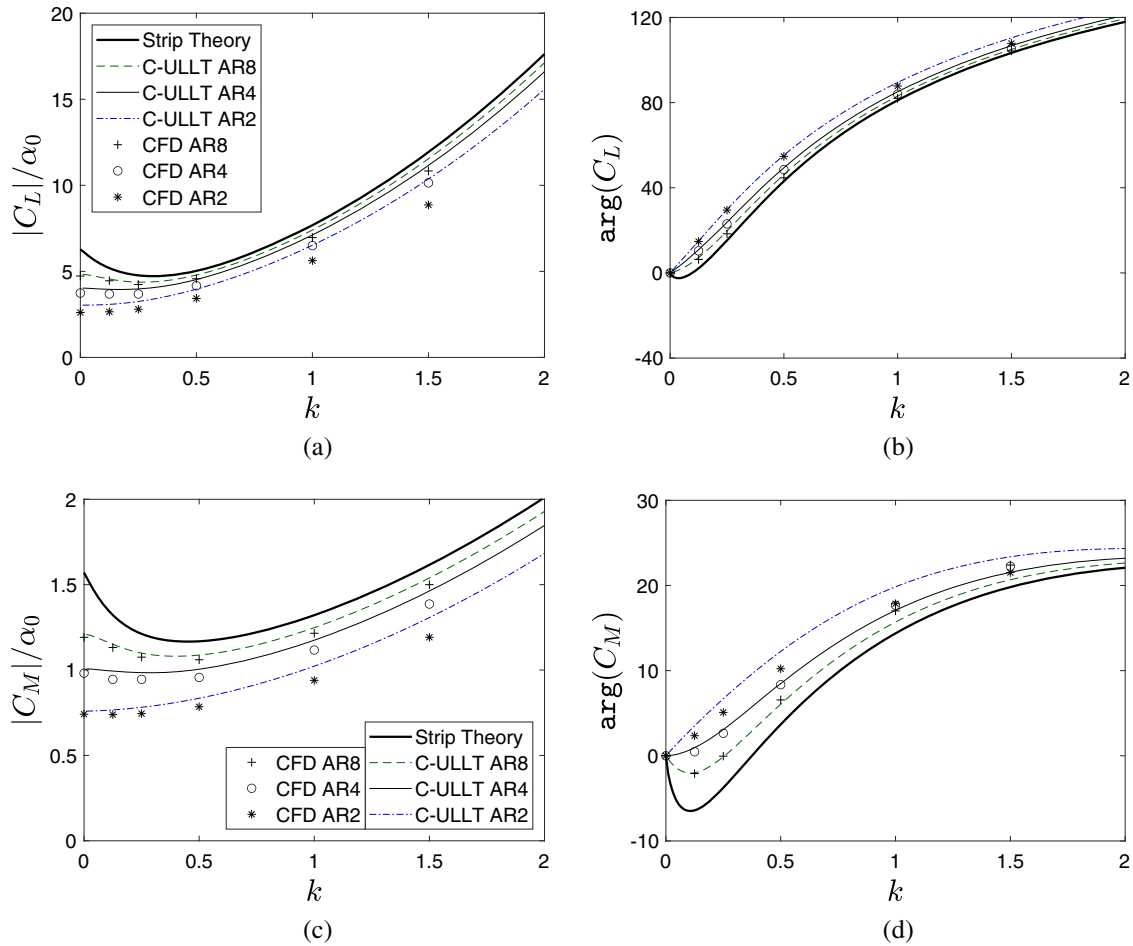 20
15
10
5
0
|C_L|/α_0
Strip Theory
C-ULLT AR8
C-ULLT AR4
C-ULLT AR2
CFD AR8
CFD AR4
CFD AR2
0 0.5 1 1.5 2
k
(a)
120
80
40
0
-40
arg(C_L)
0 0.5 1 1.5 2
k
(b)
2
1.5
1
0.5
0
|C_M|/α_0
CFD AR8
CFD AR4
CFD AR2
Strip Theory
C-ULLT AR8
C-ULLT AR4
C-ULLT AR2
0 0.5 1 1.5 2
k
(c)
30
20
10
0
-10
arg(C_M)
0 0.5 1 1.5 2
k
(d)